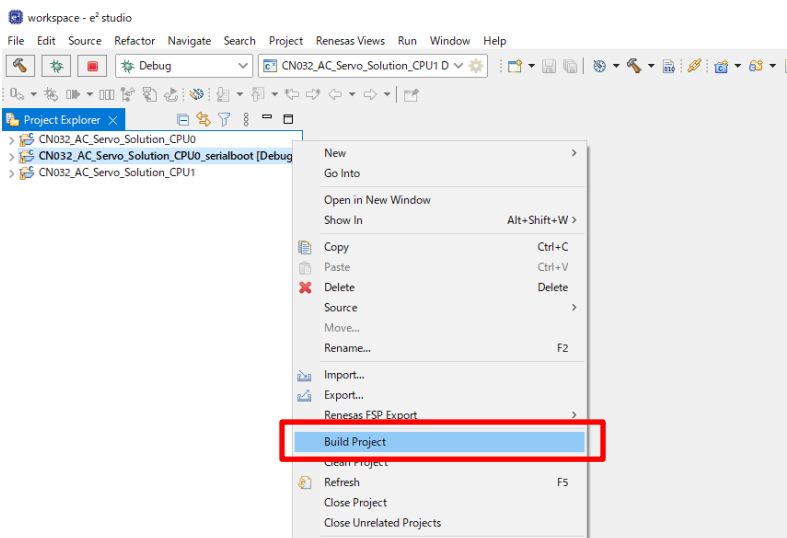 workspace - e² studio
File Edit Source Refactor Navigate Search Project Renesas Views Run Window Help
Debug CN032_AC_Servo_Solution_CPU1 D
Project Explorer
CN032_AC_Servo_Solution_CPU0
CN032_AC_Servo_Solution_CPU0_serialboot [Debug
CN032_AC_Servo_Solution_CPU1
New
Go Into
Open in New Window
Show In Alt+Shift+W
Copy Ctrl+C
Paste Ctrl+V
Delete Delete
Source
Move...
Rename... F2
Import...
Export...
Renesas FSP Export
Build Project
Clean Project
Refresh F5
Close Project
Close Unrelated Projects